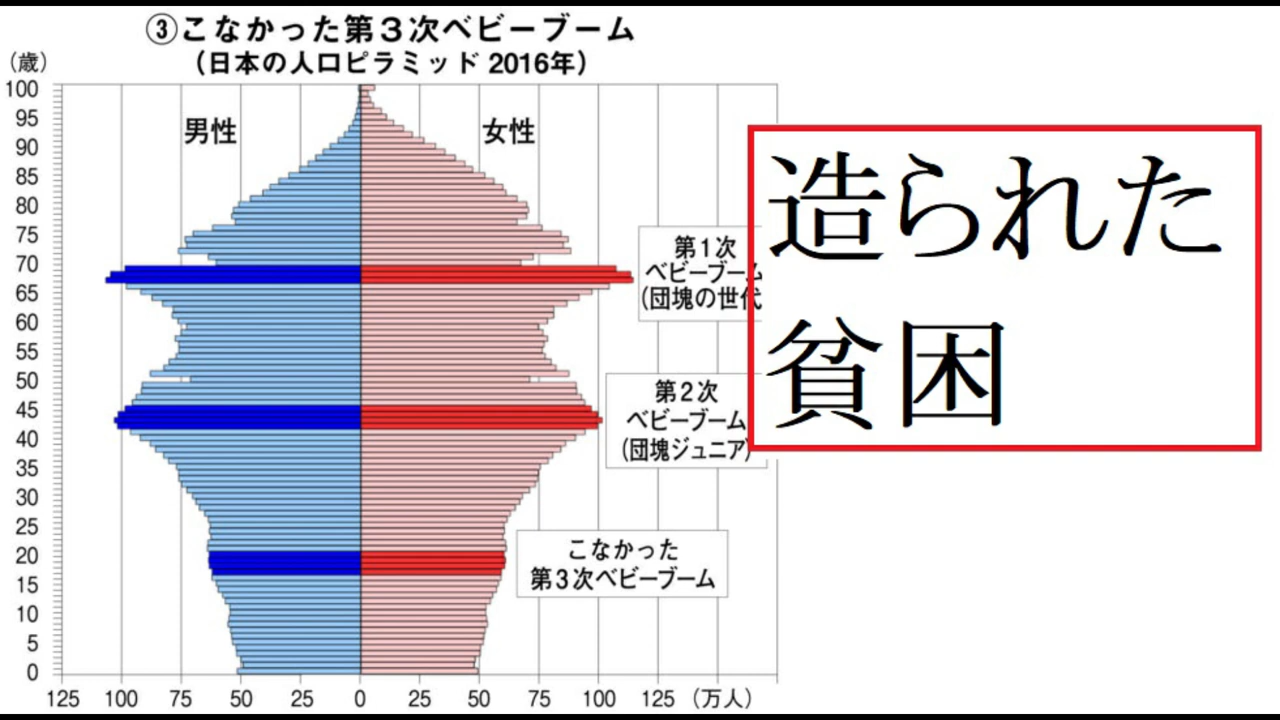 ③こなかった第３次ベビーブーム
（日本の人口ピラミッド 2016年）
（歳）
100
95
90
85
80
75
70
65
60
55
50
45
40
35
30
25
20
15
10
5
0
男性
女性
第１次
ベビーブーム
（団塊の世代
第２次
ベビーブーム
（団塊ジュニア）
こなかった
第３次ベビーブーム
125 100 75 50 25 0 25 50 75 100 125 （万人）
造られた
貧困